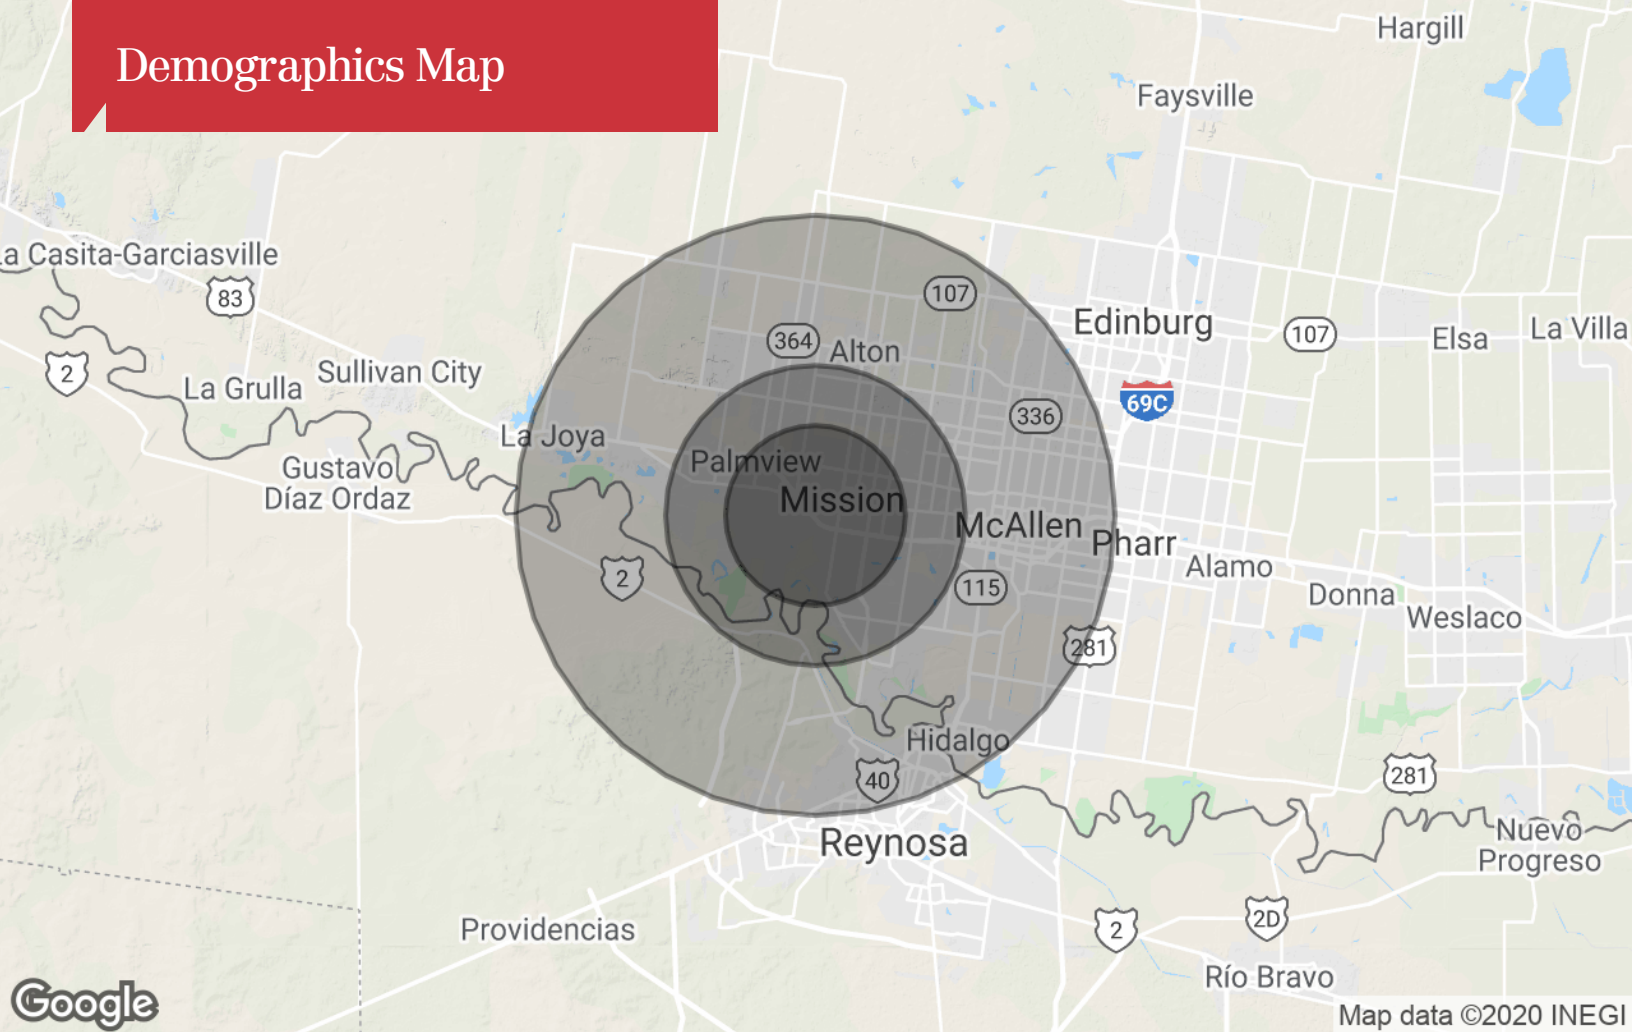 Demographics Map
Hargill
Faysville
La Casita-Garciasville
83
107
364
Alton
Edinburg
107
Elsa
La Villa
2
Sullivan City
La Grulla
69C
336
La Joya
Palmview
Gustavo
Díaz Ordaz
Mission
McAllen
Pharr
Alamo
2
115
Donna
Weslaco
281
Hidalgo
40
281
Reynosa
Nuevo
Progreso
Providencias
2
2D
Río Bravo
Google
Map data ©2020 INEGI